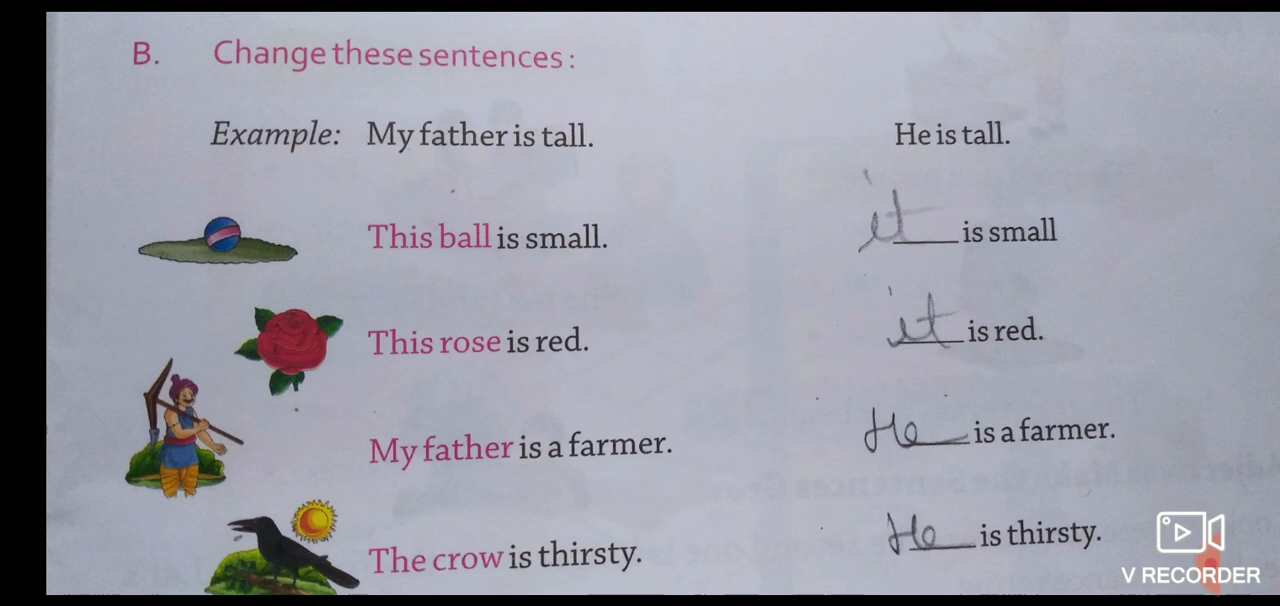 B. Change these sentences :
Example: My father is tall. He is tall.
This ball is small. it is small
This rose is red. it is red.
My father is a farmer. He is a farmer.
The crow is thirsty. He is thirsty.
V RECORDER